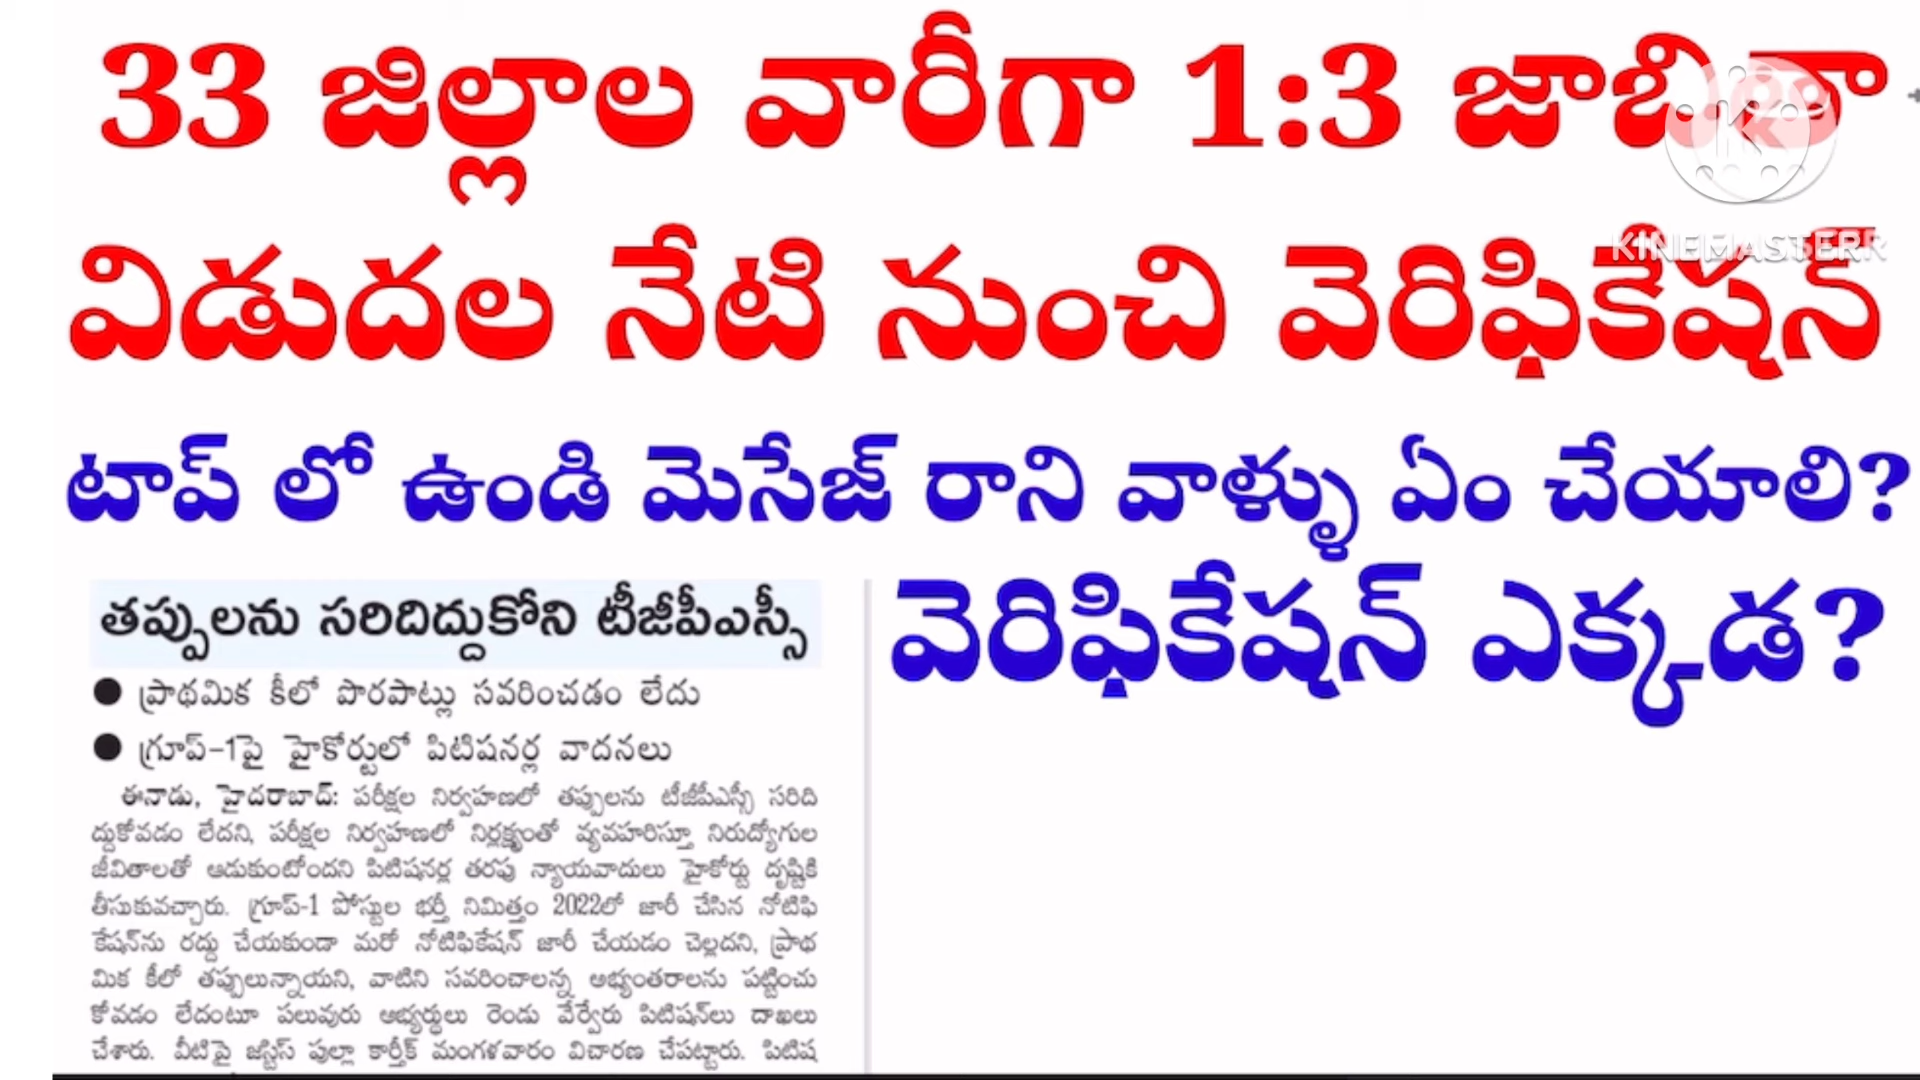 33 జిల్లాల వారీగా 1:3 జాబితా
విడుదల నేటి నుంచి వెరిఫికేషన్
టాప్ లో ఉండి మెసేజ్ రాని వాళ్ళు ఏం చేయాలి?
వెరిఫికేషన్ ఎక్కడ?
తప్పులను సరిదిద్దుకోని టీజీపీఎస్సీ
● ప్రాథమిక కీలో పొరపాట్లు సవరించడం లేదు
● గ్రూప్-1పై హైకోర్టులో పిటిషనర్ల వాదనలు
ఈనాడు, హైదరాబాద్: పరీక్షల నిర్వహణలో తప్పులను టీజీపీఎస్సీ సరిది
ద్దుకోవడం లేదని, పరీక్షల నిర్వహణలో నిర్లక్ష్యంతో వ్యవహరిస్తూ నిరుద్యోగుల
జీవితాలతో ఆడుకుంటోందని పిటిషనర్ల తరఫు న్యాయవాదులు హైకోర్టు దృష్టికి
తీసుకువచ్చారు. గ్రూప్-1 పోస్టుల భర్తీ నిమిత్తం 2022లో జారీ చేసిన నోటిఫి
కేషన్‌ను రద్దు చేయకుండా మరో నోటిఫికేషన్ జారీ చేయడం చెల్లదని, ప్రాథ
మిక కీలో తప్పులున్నాయని, వాటిని సవరించాలన్న అభ్యంతరాలను పట్టించు
కోవడం లేదంటూ పలువురు అభ్యర్థులు రెండు వేర్వేరు పిటిషన్‌లు దాఖలు
చేశారు. వీటిపై జస్టిస్ పుల్లా కార్తీక్ మంగళవారం విచారణ చేపట్టారు. పిటిష
KINEMASTER